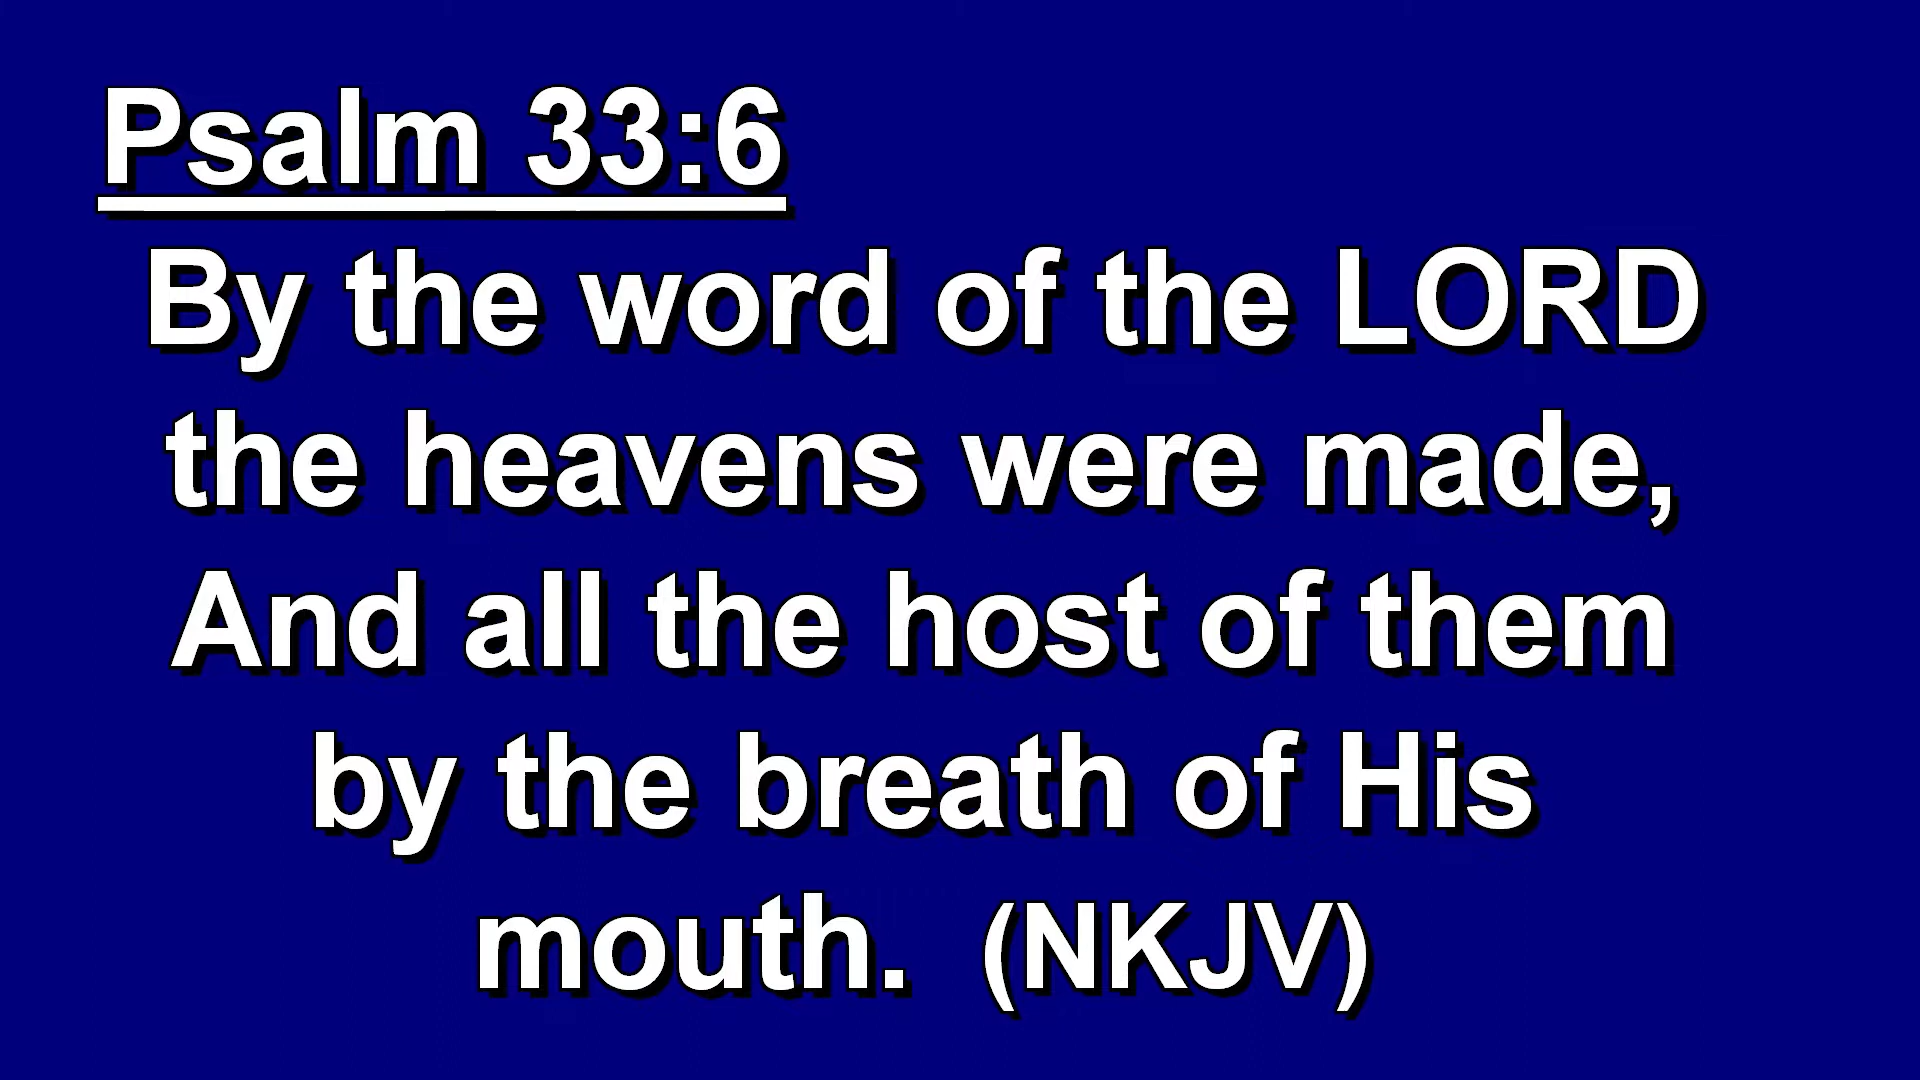 Psalm 33:6
By the word of the LORD
the heavens were made,
And all the host of them
by the breath of His
mouth. (NKJV)